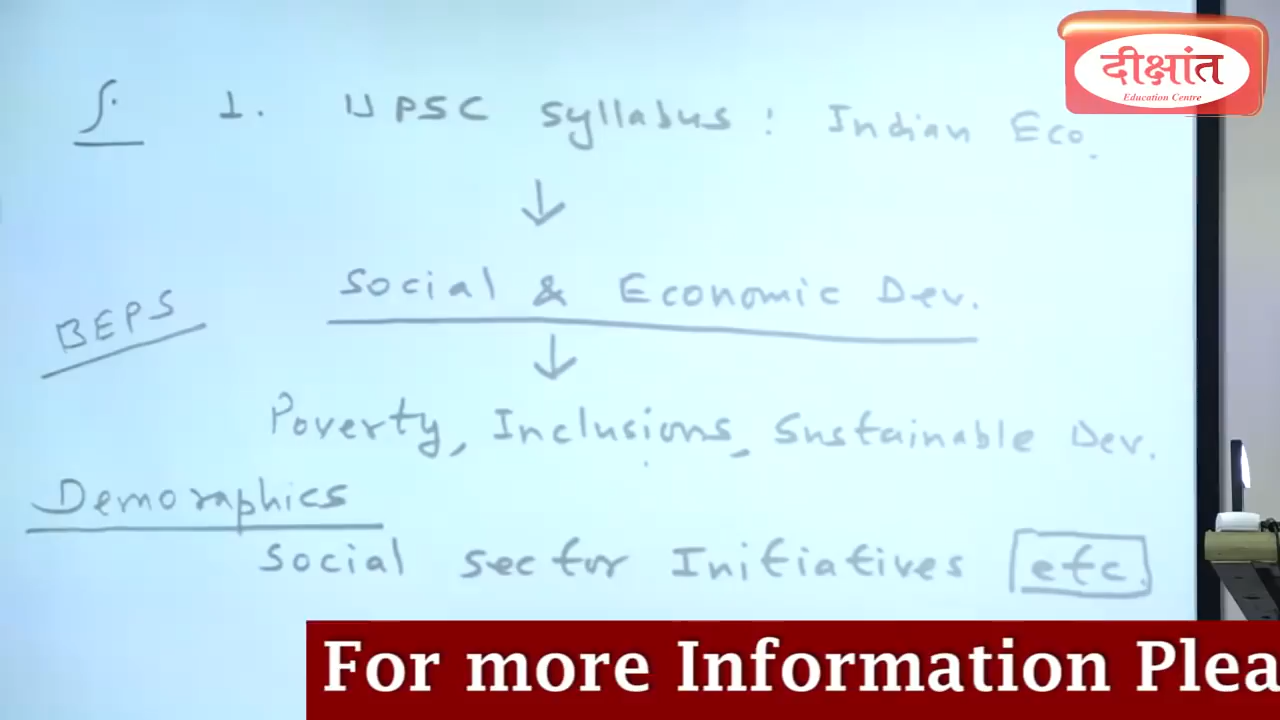 दीक्षांत
Education Centre
1. UPSC Syllabus : Indian Eco.
↓
Social & Economic Dev.
BEPS
↓
Poverty, Inclusions, Sustainable Dev.
Demoraphics
Social Sector Initiatives etc.
For more Information Plea